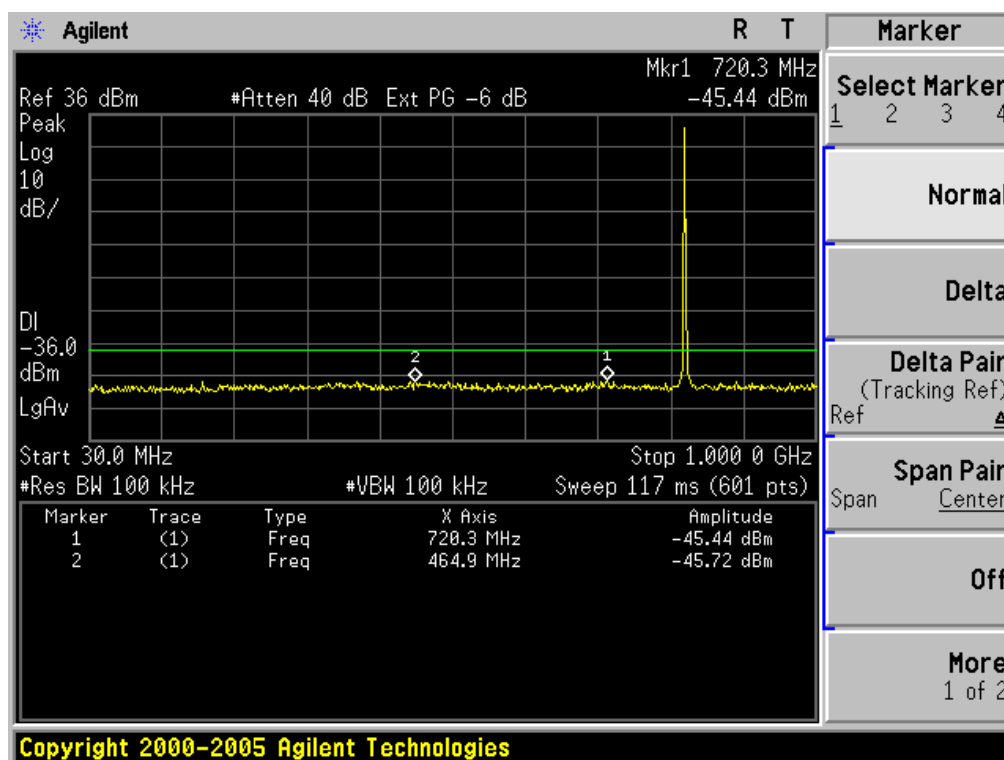 Agilent R T Marker
Mkr1 720.3 MHz
Ref 36 dBm #Atten 40 dB Ext PG -6 dB -45.44 dBm
Peak
Log
10
dB/
DI
-36.0
dBm
LgAv
2 1
Start 30.0 MHz Stop 1.000 0 GHz
#Res BW 100 kHz #VBW 100 kHz Sweep 117 ms (601 pts)
Marker Trace Type X Axis Amplitude
1 (1) Freq 720.3 MHz -45.44 dBm
2 (1) Freq 464.9 MHz -45.72 dBm
Select Marker
1 2 3 4
Normal
Delta
Delta Pair
(Tracking Ref)
Ref Δ
Span Pair
Span Center
Off
More
1 of 2
Copyright 2000-2005 Agilent Technologies